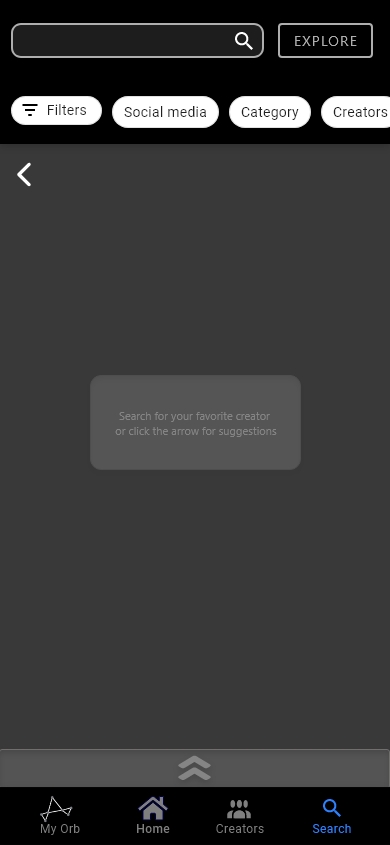 EXPLORE
Filters
Social media
Category
Creators
Search for your favorite creator
or click the arrow for suggestions
My Orb
Home
Creators
Search